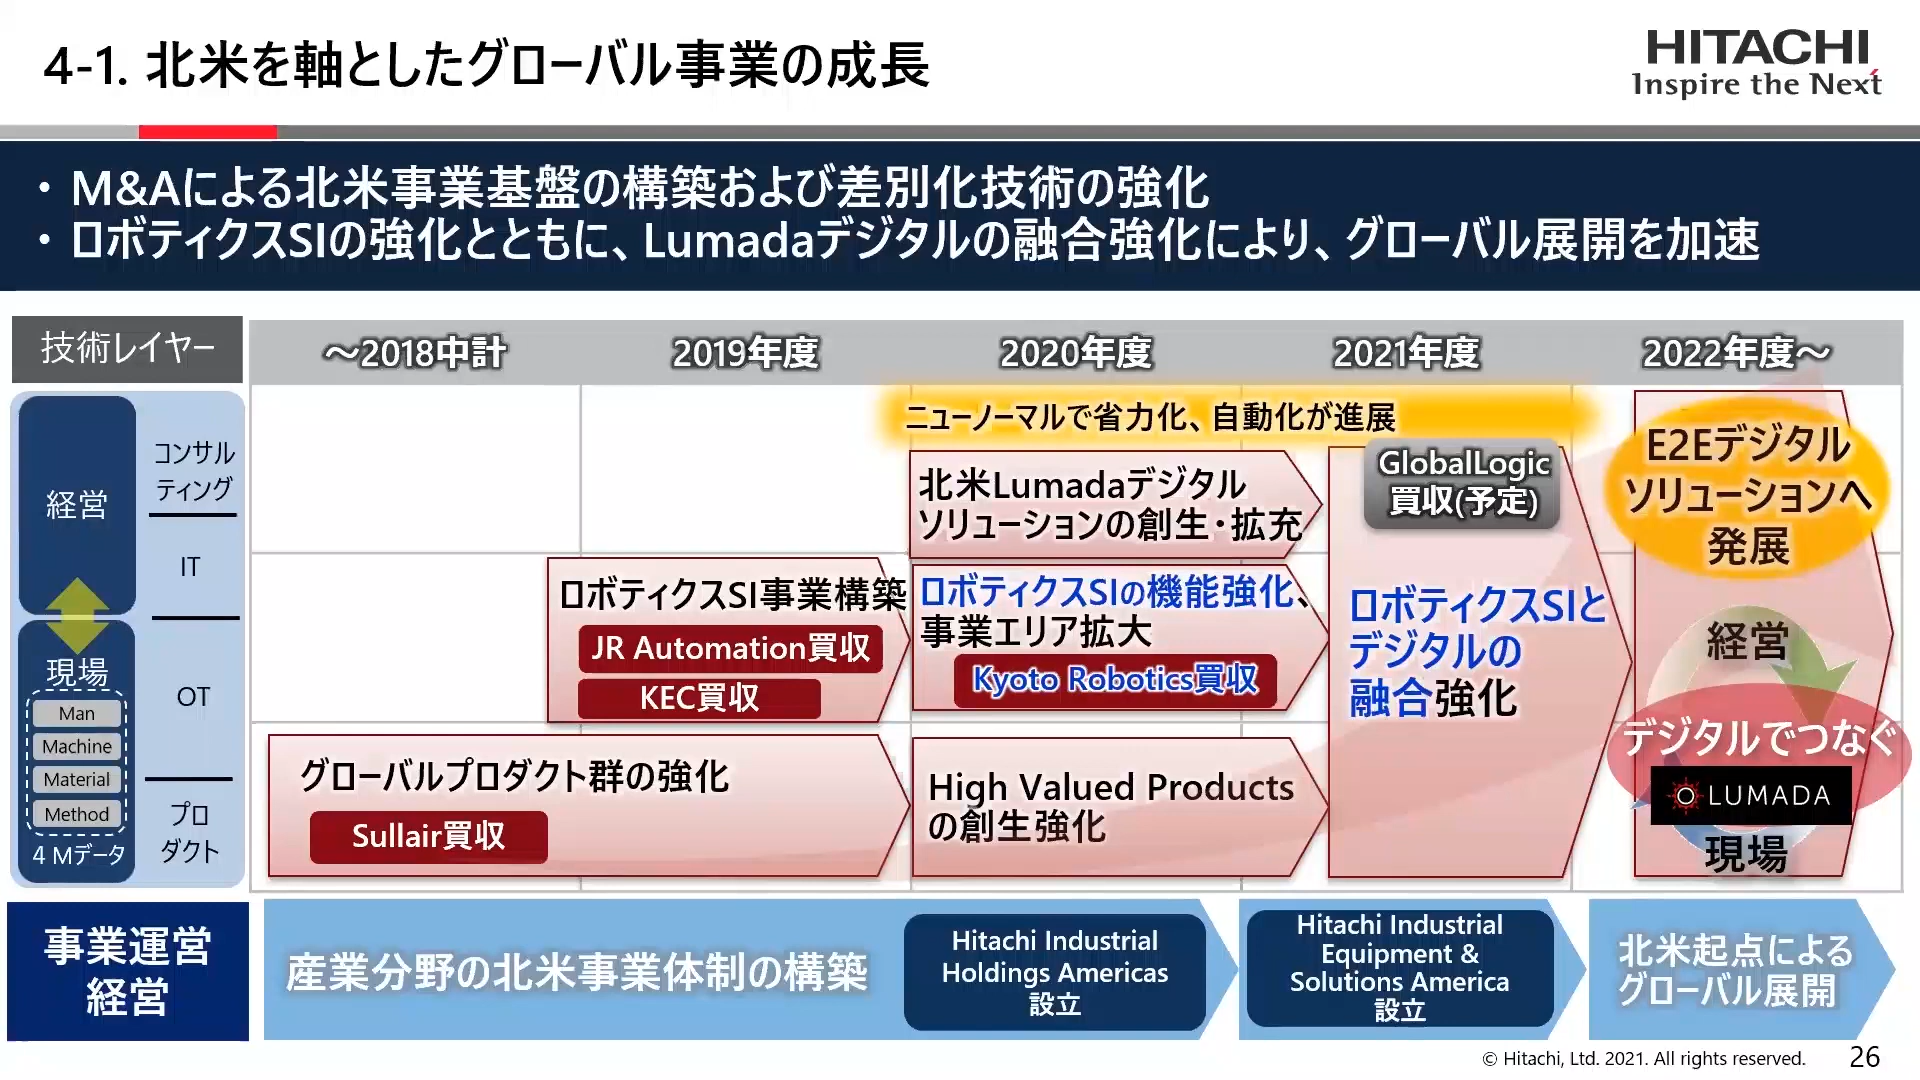 4-1. 北米を軸としたグローバル事業の成長
HITACHI
Inspire the Next
・ M&Aによる北米事業基盤の構築および差別化技術の強化
・ ロボティクスSIの強化とともに、Lumadaデジタルの融合強化により、グローバル展開を加速
技術レイヤー
～2018中計
2019年度
2020年度
2021年度
2022年度～
経営
コンサル
ティング
IT
現場
Man
Machine
Material
Method
4 Mデータ
OT
プロ
ダクト
ニューノーマルで省力化、自動化が進展
北米Lumadaデジタル
ソリューションの創生・拡充
GlobalLogic
買収(予定)
E2Eデジタル
ソリューションへ
発展
ロボティクスSI事業構築
JR Automation買収
KEC買収
ロボティクスSIの機能強化、
事業エリア拡大
Kyoto Robotics買収
ロボティクスSIと
デジタルの
融合強化
経営
デジタルでつなぐ
LUMADA
現場
グローバルプロダクト群の強化
Sullair買収
High Valued Products
の創生強化
事業運営
経営
産業分野の北米事業体制の構築
Hitachi Industrial
Holdings Americas
設立
Hitachi Industrial
Equipment &
Solutions America
設立
北米起点による
グローバル展開
© Hitachi, Ltd. 2021. All rights reserved.
26